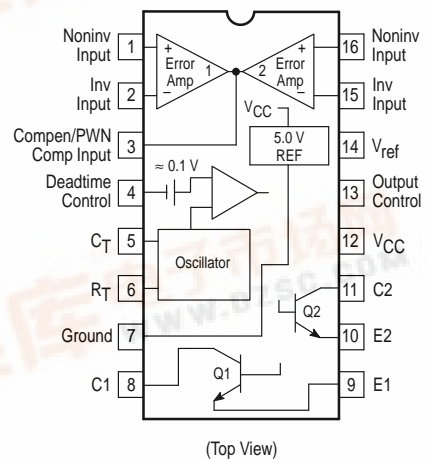 Noninv
Input
1
Inv
Input
2
Compen/PWN
Comp Input
3
Deadtime
Control
4
CT
5
RT
6
Ground
7
C1
8
+
Error
Amp
1
–
2
+
Error
Amp
–
VCC
5.0 V
REF
≈ 0.1 V
Oscillator
Q2
Q1
16
Noninv
Input
15
Inv
Input
14
Vref
13
Output
Control
12
VCC
11
C2
10
E2
9
E1
(Top View)